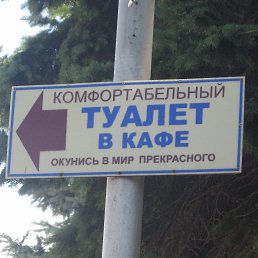 КОМФОРТАБЕЛЬНЫЙ
ТУАЛЕТ
В КАФЕ
ОКУНИСЬ В МИР ПРЕКРАСНОГО